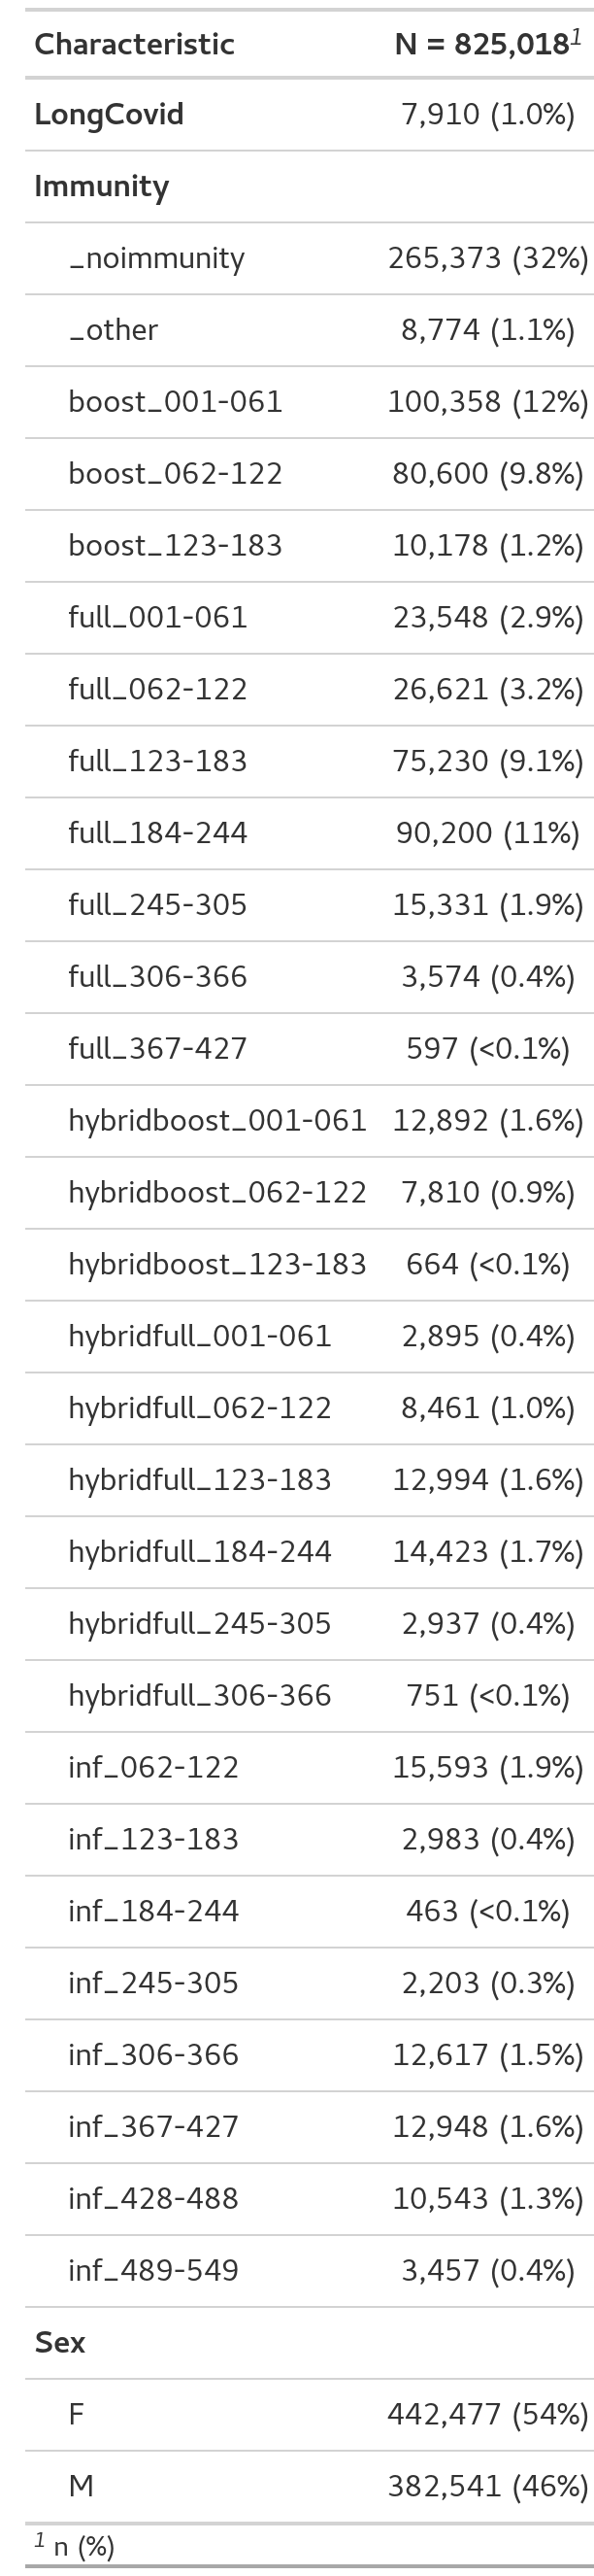 Characteristic N = 825,018¹
LongCovid 7,910 (1.0%)
Immunity
_noimmunity 265,373 (32%)
_other 8,774 (1.1%)
boost_001-061 100,358 (12%)
boost_062-122 80,600 (9.8%)
boost_123-183 10,178 (1.2%)
full_001-061 23,548 (2.9%)
full_062-122 26,621 (3.2%)
full_123-183 75,230 (9.1%)
full_184-244 90,200 (11%)
full_245-305 15,331 (1.9%)
full_306-366 3,574 (0.4%)
full_367-427 597 (<0.1%)
hybridboost_001-061 12,892 (1.6%)
hybridboost_062-122 7,810 (0.9%)
hybridboost_123-183 664 (<0.1%)
hybridfull_001-061 2,895 (0.4%)
hybridfull_062-122 8,461 (1.0%)
hybridfull_123-183 12,994 (1.6%)
hybridfull_184-244 14,423 (1.7%)
hybridfull_245-305 2,937 (0.4%)
hybridfull_306-366 751 (<0.1%)
inf_062-122 15,593 (1.9%)
inf_123-183 2,983 (0.4%)
inf_184-244 463 (<0.1%)
inf_245-305 2,203 (0.3%)
inf_306-366 12,617 (1.5%)
inf_367-427 12,948 (1.6%)
inf_428-488 10,543 (1.3%)
inf_489-549 3,457 (0.4%)
Sex
F 442,477 (54%)
M 382,541 (46%)
¹ n (%)